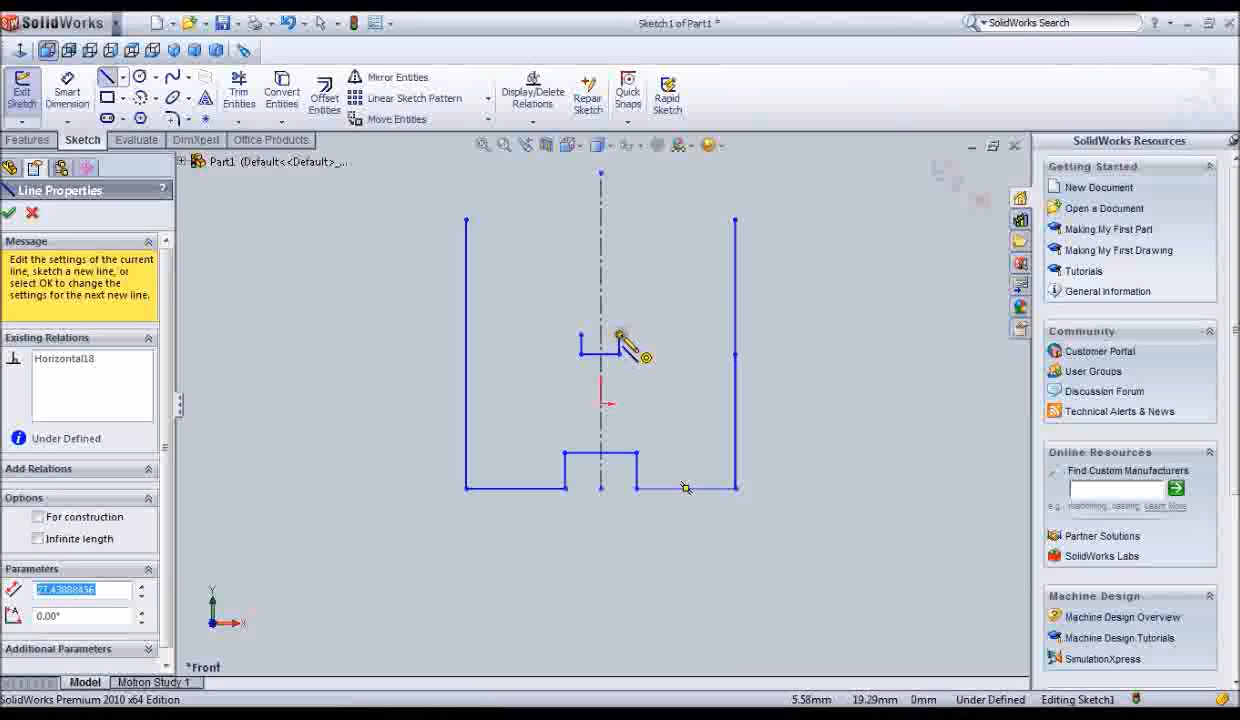 SolidWorks
Sketch1 of Part1 *
SolidWorks Search
?
Exit Sketch
Smart Dimension
Trim Entities
Convert Entities
Offset Entities
Mirror Entities
Linear Sketch Pattern
Move Entities
Display/Delete Relations
Repair Sketch
Quick Snaps
Rapid Sketch
Features
Sketch
Evaluate
DimXpert
Office Products
Part1 (Default<<Default>_...
Line Properties
?
Message
Edit the settings of the current
line, sketch a new line, or
select OK to change the
settings for the next new line.
Existing Relations
Horizontal18
Under Defined
Add Relations
Options
For construction
Infinite length
Parameters
27.43888456
0.00°
Additional Parameters
Y
X
*Front
Model
Motion Study 1
SolidWorks Premium 2010 x64 Edition
5.58mm
19.29mm
0mm
Under Defined
Editing Sketch1
SolidWorks Resources
Getting Started
New Document
Open a Document
Making My First Part
Making My First Drawing
Tutorials
General Information
Community
Customer Portal
User Groups
Discussion Forum
Technical Alerts & News
Online Resources
Find Custom Manufacturers
e.g., machining, casting
Learn More
Partner Solutions
SolidWorks Labs
Machine Design
Machine Design Overview
Machine Design Tutorials
SimulationXpress